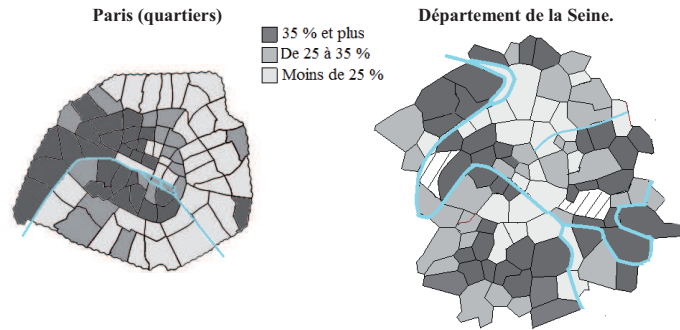 Paris (quartiers)
Département de la Seine.
35 % et plus
De 25 à 35 %
Moins de 25 %